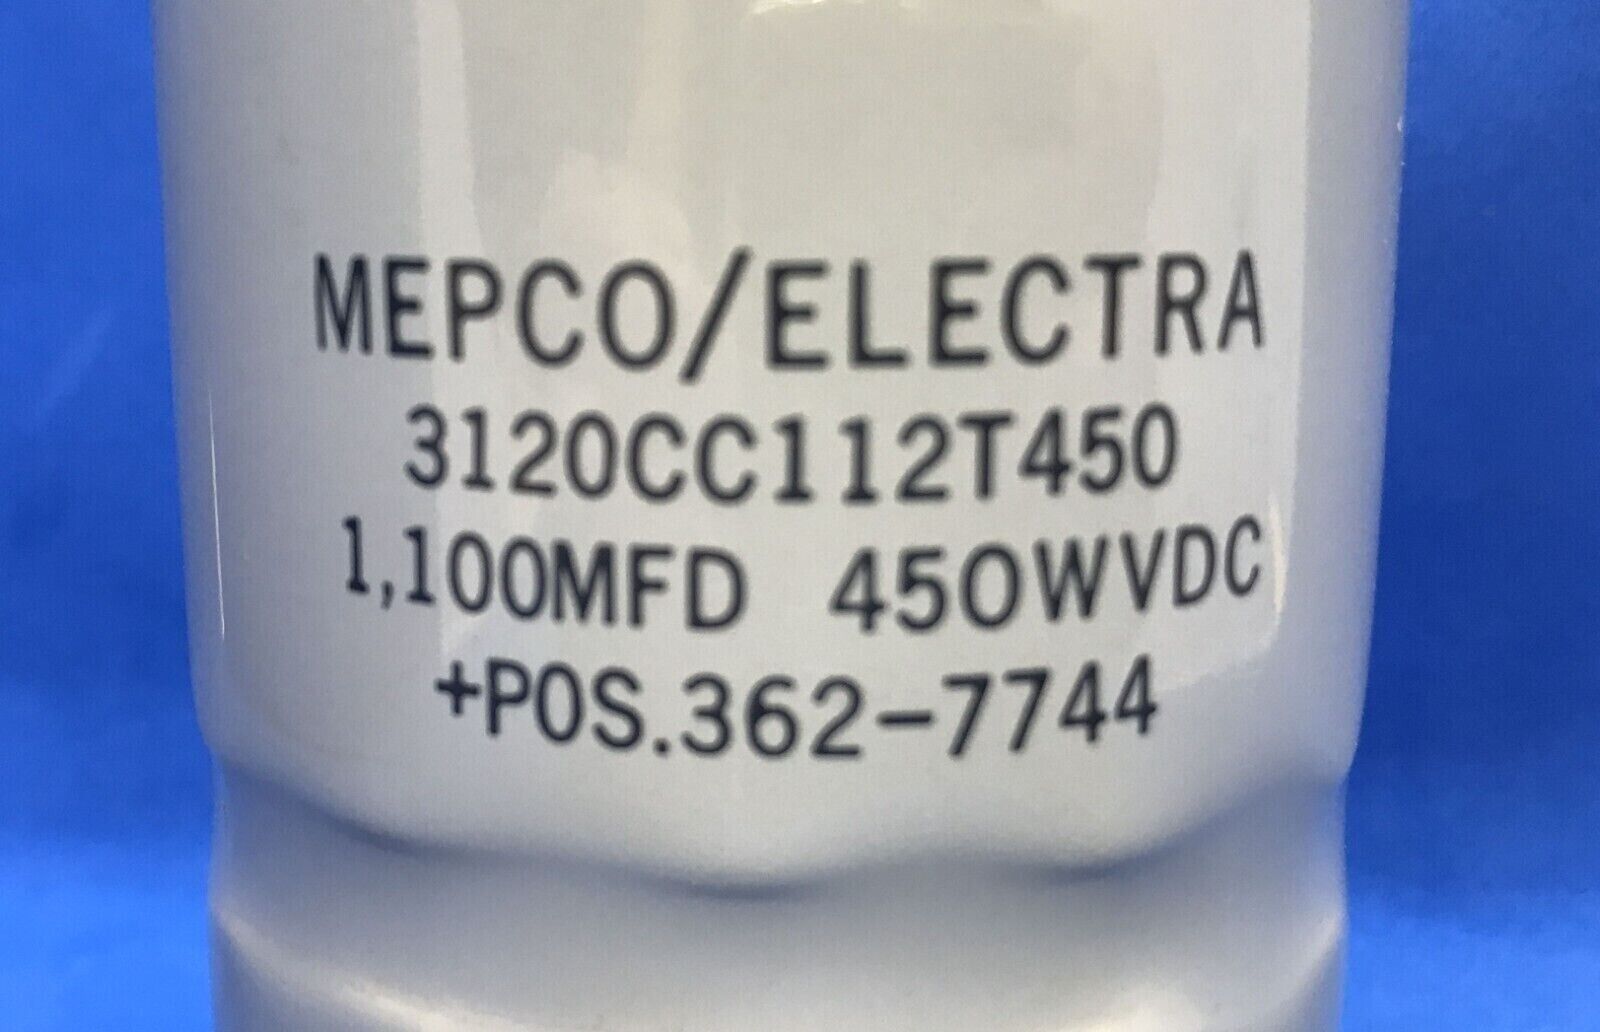 MEPCO/ELECTRA
3120CC112T450
1,100MFD 450WVDC
+POS.362-7744